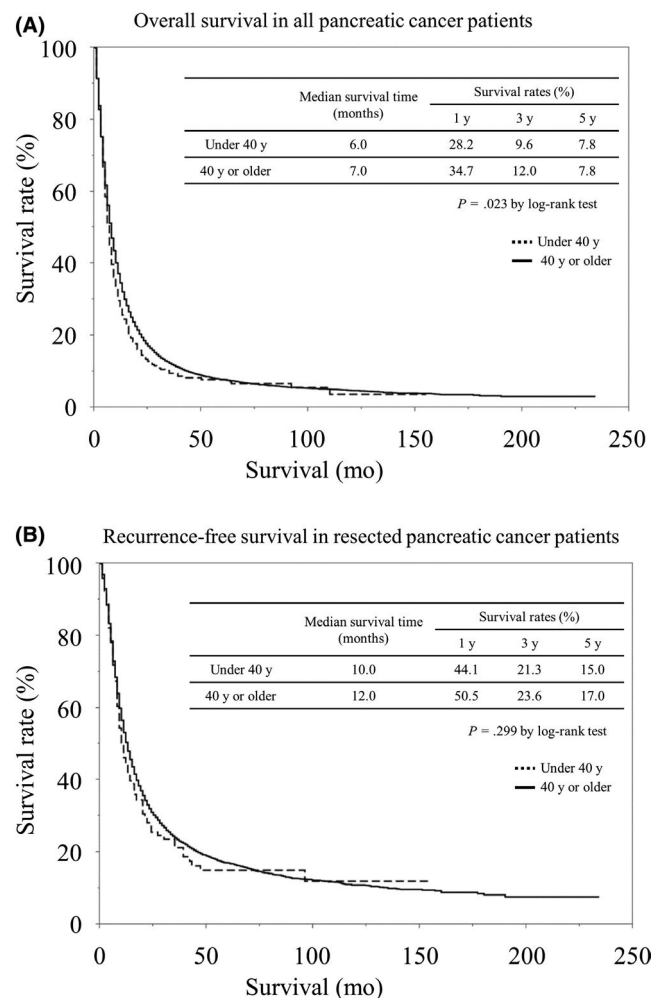 (A) Overall survival in all pancreatic cancer patients
Survival rate (%)
100
80
60
40
20
0
Median survival time (months) Survival rates (%)
1 y 3 y 5 y
Under 40 y 6.0 28.2 9.6 7.8
40 y or older 7.0 34.7 12.0 7.8
P = .023 by log-rank test
Under 40 y
40 y or older
0 50 100 150 200 250
Survival (mo)
(B) Recurrence-free survival in resected pancreatic cancer patients
Survival rate (%)
100
80
60
40
20
0
Median survival time (months) Survival rates (%)
1 y 3 y 5 y
Under 40 y 10.0 44.1 21.3 15.0
40 y or older 12.0 50.5 23.6 17.0
P = .299 by log-rank test
Under 40 y
40 y or older
0 50 100 150 200 250
Survival (mo)